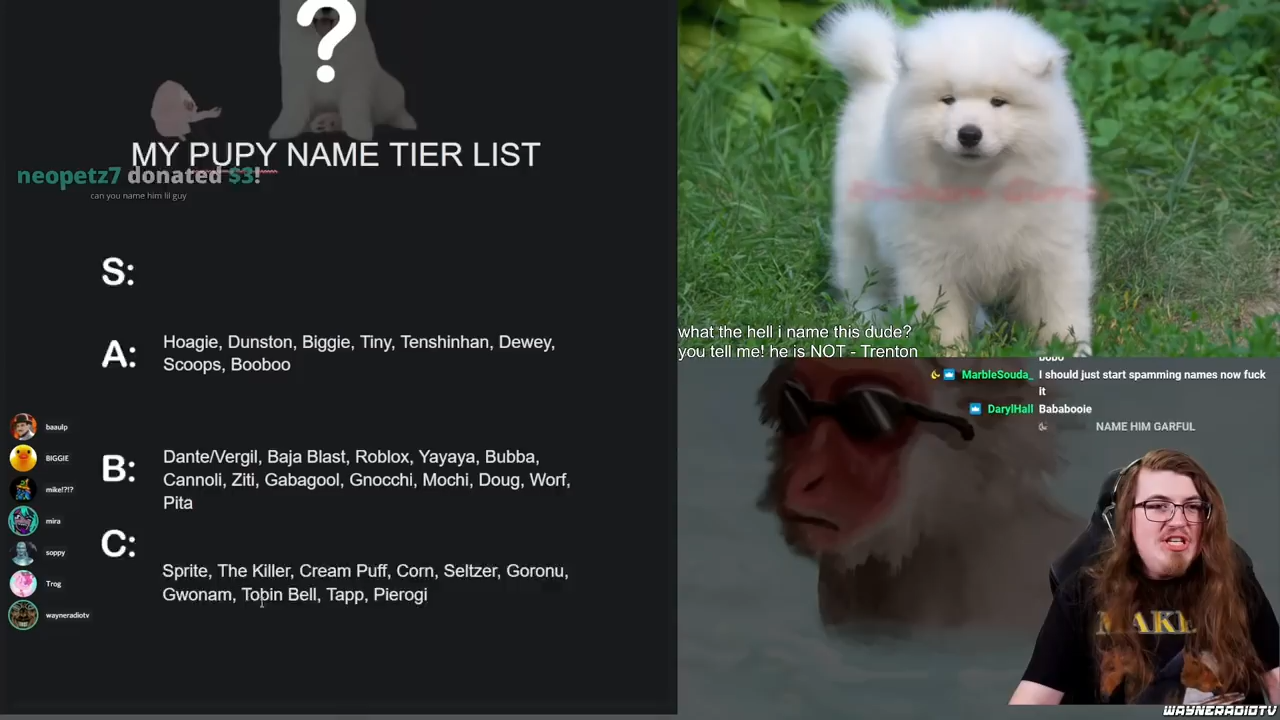 ?
MY PUPY NAME TIER LIST
neopetz7 donated $3!
can you name him lil guy
S:
A:
Hoagie, Dunston, Biggie, Tiny, Tenshinhan, Dewey,
Scoops, Booboo
B:
Dante/Vergil, Baja Blast, Roblox, Yayaya, Bubba,
Cannoli, Ziti, Gabagool, Gnocchi, Mochi, Doug, Worf,
Pita
C:
Sprite, The Killer, Cream Puff, Corn, Seltzer, Goronu,
Gwonam, Tobin Bell, Tapp, Pierogi
baaulp
BIGGIE
mike!?!?
mira
soppy
Trog
wayneradiotv
what the hell i name this dude?
you tell me! he is NOT - Trenton
bobo
MarbleSouda_ I should just start spamming names now fuck
it
DarylHall Bababooie
NAME HIM GARFUL
MAKE
WAYNERADIOTV